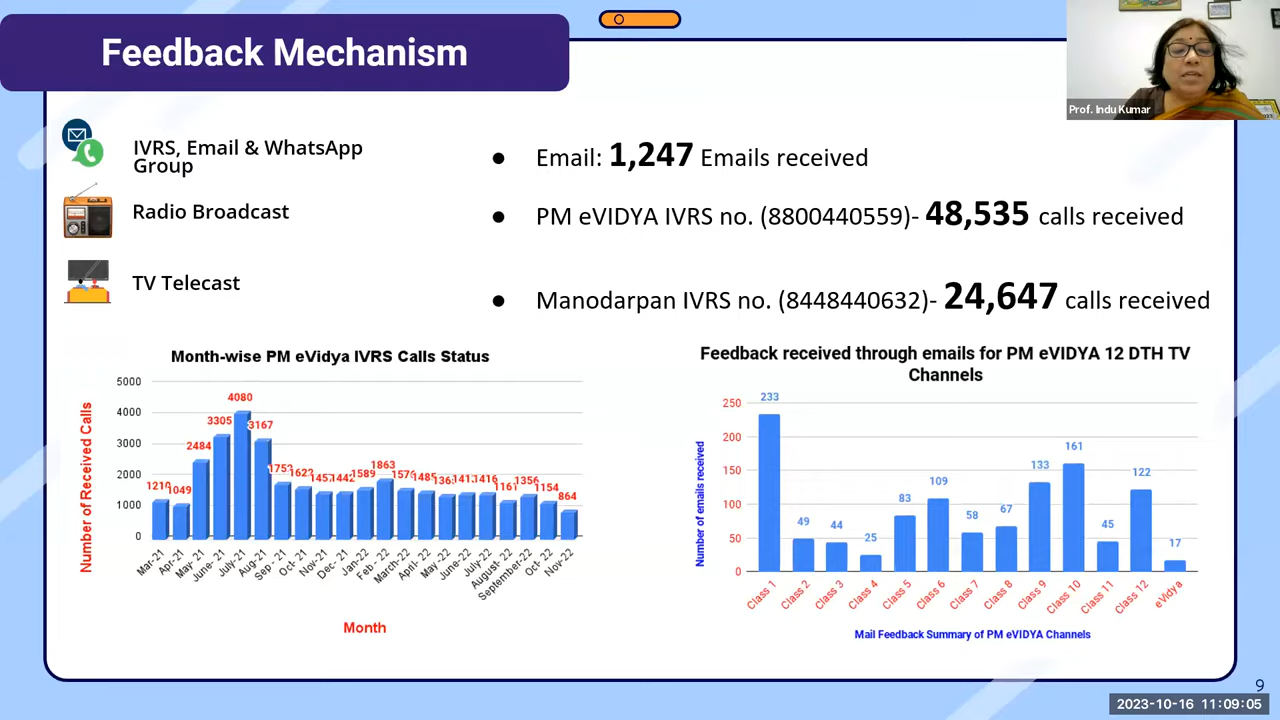 Feedback Mechanism
Prof. Indu Kumar
IVRS, Email & WhatsApp
Group
Radio Broadcast
TV Telecast
● Email: 1,247 Emails received
● PM eVIDYA IVRS no. (8800440559)- 48,535 calls received
● Manodarpan IVRS no. (8448440632)- 24,647 calls received
Month-wise PM eVidya IVRS Calls Status
Number of Received Calls
5000
4000
3000
2000
1000
0
1210 1049 2484 3305 4080 3167 1622 1442 1589 1863 1485 1416 1161 1356 1154 864
Mar-21 Apr-21 May-21 June-21 July-21 Aug-21 Sep - 21 Oct-21 Nov-21 Dec- 21 Jan-22 Feb -22 March-22 April- 22 May -22 June-22 July-22 August- 22 September-22 Oct- 22 Nov-22
Month
Feedback received through emails for PM eVIDYA 12 DTH TV
Channels
Number of emails received
250
200
150
100
50
0
233 49 44 25 83 109 58 67 133 161 45 122 17
Class 1 Class 2 Class 3 Class 4 Class 5 Class 6 Class 7 Class 8 Class 9 Class 10 Class 11 Class 12 eVidya
Mail Feedback Summary of PM eVIDYA Channels
9
2023-10-16 11:09:05